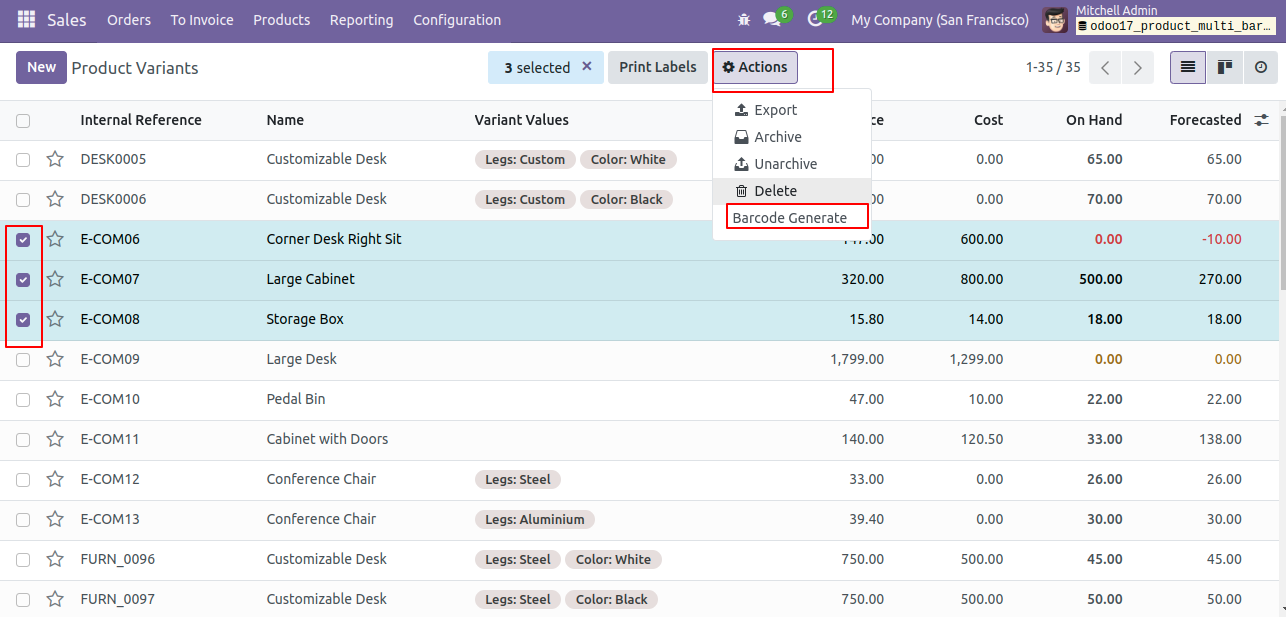 Sales Orders To Invoice Products Reporting Configuration 6 12 My Company (San Francisco) Mitchell Admin
odoo17_product_multi_bar...
New Product Variants 3 selected × Print Labels Actions 1-35 / 35
Export
Archive
Unarchive
Delete
Barcode Generate
Internal Reference Name Variant Values ce Cost On Hand Forecasted
DESK0005 Customizable Desk Legs: Custom Color: White 00 0.00 65.00 65.00
DESK0006 Customizable Desk Legs: Custom Color: Black 00 0.00 70.00 70.00
E-COM06 Corner Desk Right Sit 147.00 600.00 0.00 -10.00
E-COM07 Large Cabinet 320.00 800.00 500.00 270.00
E-COM08 Storage Box 15.80 14.00 18.00 18.00
E-COM09 Large Desk 1,799.00 1,299.00 0.00 0.00
E-COM10 Pedal Bin 47.00 10.00 22.00 22.00
E-COM11 Cabinet with Doors 140.00 120.50 33.00 138.00
E-COM12 Conference Chair Legs: Steel 33.00 0.00 26.00 26.00
E-COM13 Conference Chair Legs: Aluminium 39.40 0.00 30.00 30.00
FURN_0096 Customizable Desk Legs: Steel Color: White 750.00 500.00 45.00 45.00
FURN_0097 Customizable Desk Legs: Steel Color: Black 750.00 500.00 50.00 50.00